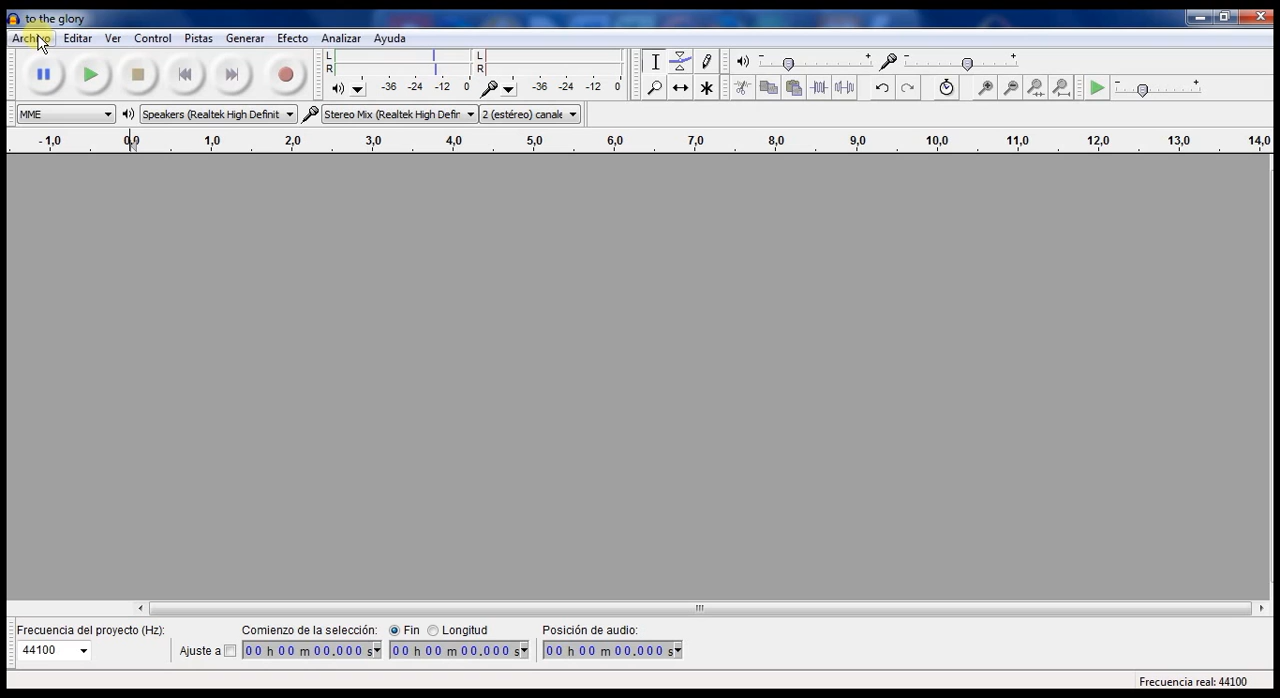 to the glory
Archivo Editar Ver Control Pistas Generar Efecto Analizar Ayuda
L L
R R
-36 -24 -12 0 -36 -24 -12 0
MME Speakers (Realtek High Definit Stereo Mix (Realtek High Defir 2 (estéreo) canale
- 1,0 0,0 1,0 2,0 3,0 4,0 5,0 6,0 7,0 8,0 9,0 10,0 11,0 12,0 13,0 14,0
Frecuencia del proyecto (Hz): Comienzo de la selección: Fin Longitud Posición de audio:
44100 Ajuste a 00 h 00 m 00.000 s 00 h 00 m 00.000 s 00 h 00 m 00.000 s
Frecuencia real: 44100